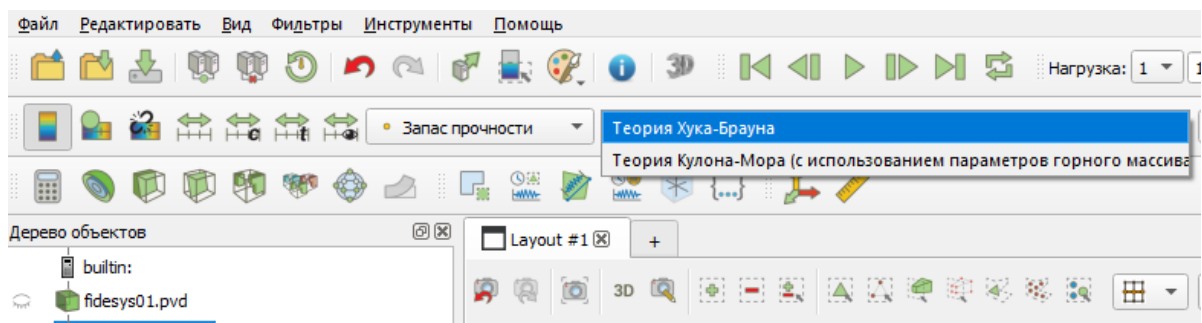 Файл Редактировать Вид Фильтры Инструменты Помощь
3D Нагрузка: 1 1
Запас прочности Теория Хука-Брауна
Теория Кулона-Мора (с использованием параметров горного массива
Дерево объектов Layout #1 +
builtin:
3D
fidesys01.pvd